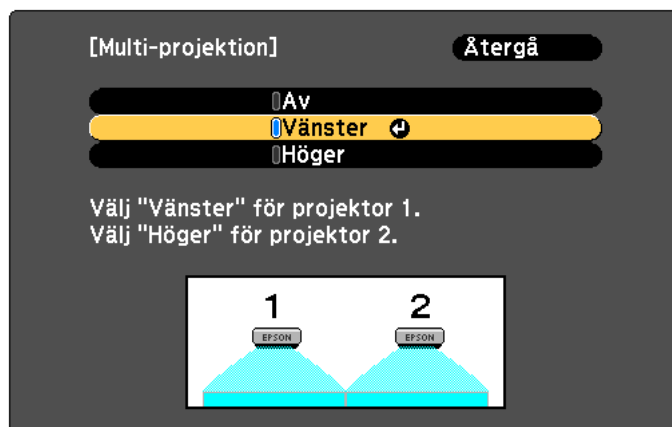 [Multi-projektion] Återgå
Av
Vänster
Höger
Välj "Vänster" för projektor 1.
Välj "Höger" för projektor 2.
1 2
EPSON EPSON